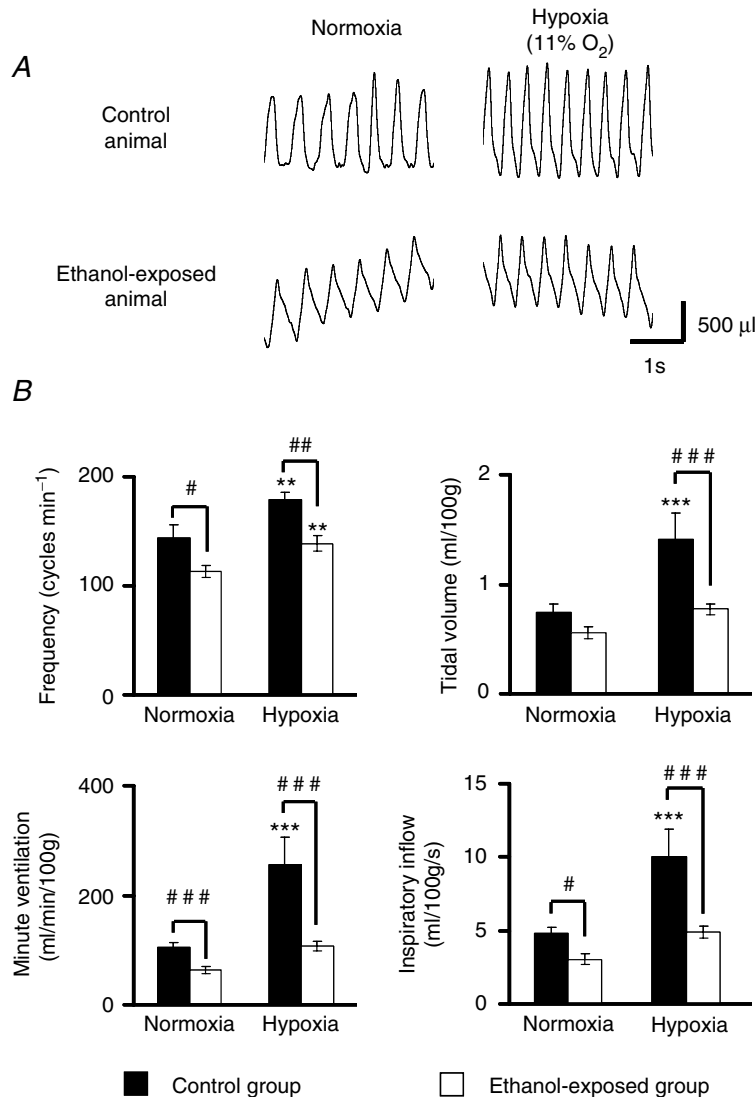 Normoxia
Hypoxia
(11% O₂)
A
Control
animal
Ethanol-exposed
animal
500 µl
1s
B
Frequency (cycles min⁻¹)
200
100
0
#
##
**
**
Normoxia
Hypoxia
Tidal volume (ml/100g)
2
1
0
# # #
***
Normoxia
Hypoxia
Minute ventilation
(ml/min/100g)
400
200
0
# # #
# # #
***
Normoxia
Hypoxia
Inspiratory inflow
(ml/100g/s)
15
10
5
0
#
# # #
***
Normoxia
Hypoxia
Control group
Ethanol-exposed group